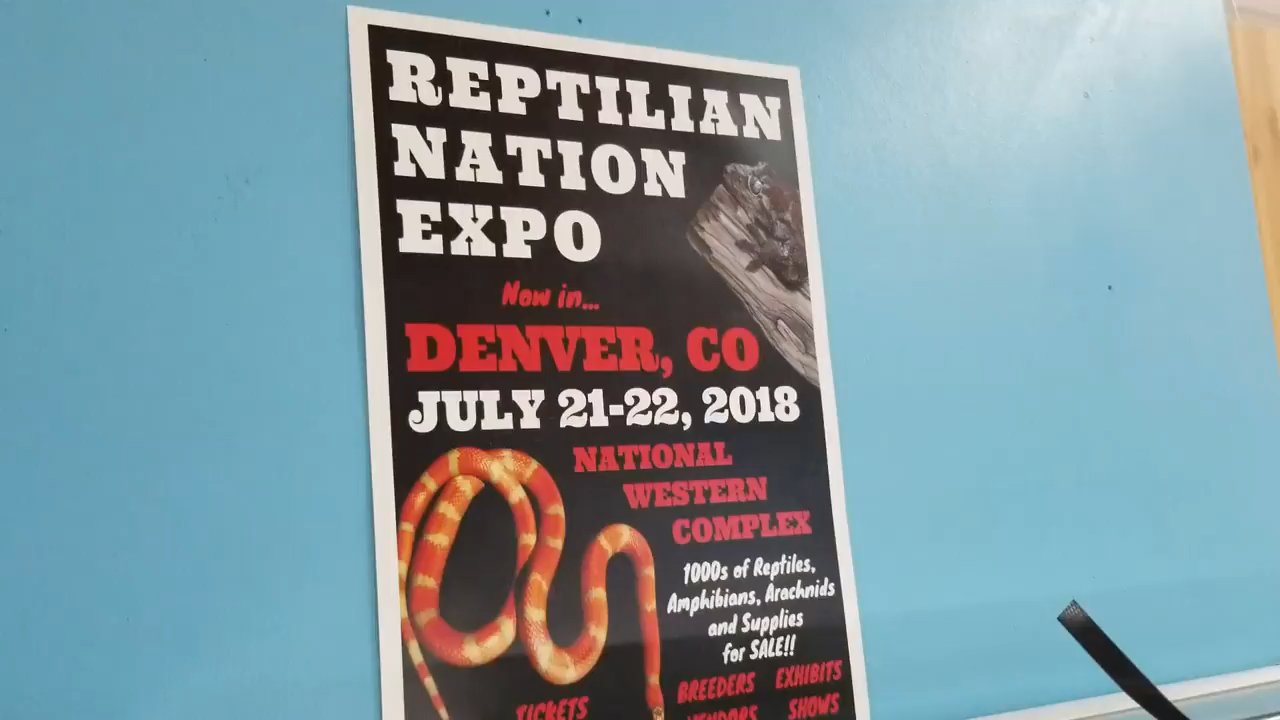 REPTILIAN
NATION
EXPO
Now in...
DENVER, CO
JULY 21-22, 2018
NATIONAL
WESTERN
COMPLEX
1000s of Reptiles,
Amphibians, Arachnids
and Supplies
for SALE!!
BREEDERS EXHIBITS
TICKETS
VENDORS SHOWS